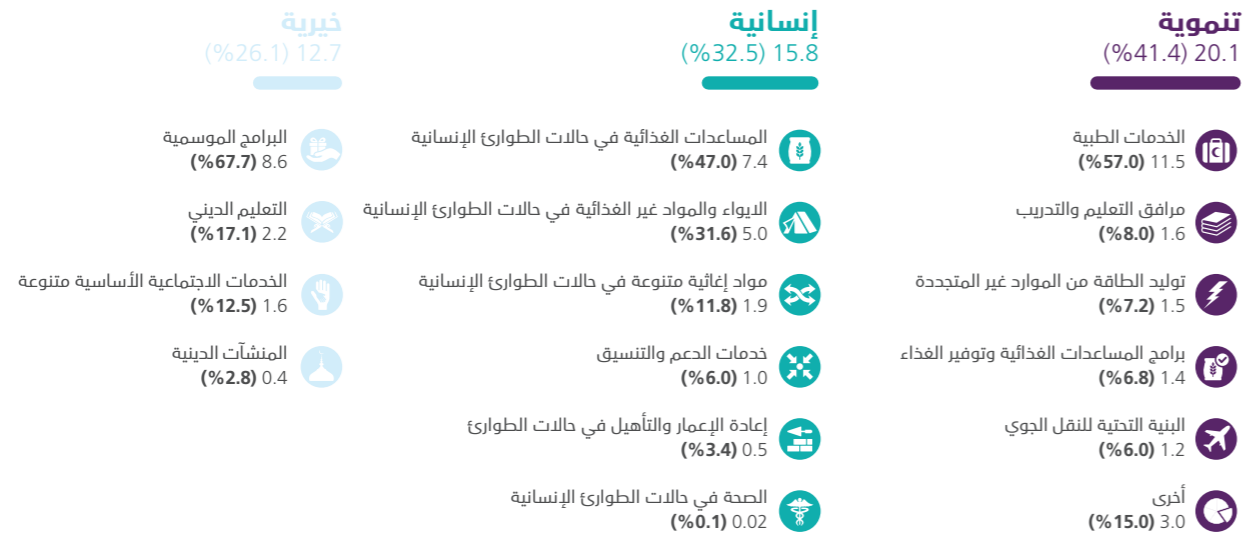 تنموية
20.1 (%41.4)
الخدمات الطبية
11.5 (%57.0)
مرافق التعليم والتدريب
1.6 (%8.0)
توليد الطاقة من الموارد غير المتجددة
1.5 (%7.2)
برامج المساعدات الغذائية وتوفير الغذاء
1.4 (%6.8)
البنية التحتية للنقل الجوي
1.2 (%6.0)
أخرى
3.0 (%15.0)
إنسانية
15.8 (%32.5)
المساعدات الغذائية في حالات الطوارئ الإنسانية
7.4 (%47.0)
الايواء والمواد غير الغذائية في حالات الطوارئ الإنسانية
5.0 (%31.6)
مواد إغاثية متنوعة في حالات الطوارئ الإنسانية
1.9 (%11.8)
خدمات الدعم والتنسيق
1.0 (%6.0)
إعادة الإعمار والتأهيل في حالات الطوارئ
0.5 (%3.4)
الصحة في حالات الطوارئ الإنسانية
0.02 (%0.1)
خيرية
12.7 (%26.1)
البرامج الموسمية
8.6 (%67.7)
التعليم الديني
2.2 (%17.1)
الخدمات الاجتماعية الأساسية متنوعة
1.6 (%12.5)
المنشآت الدينية
0.4 (%2.8)